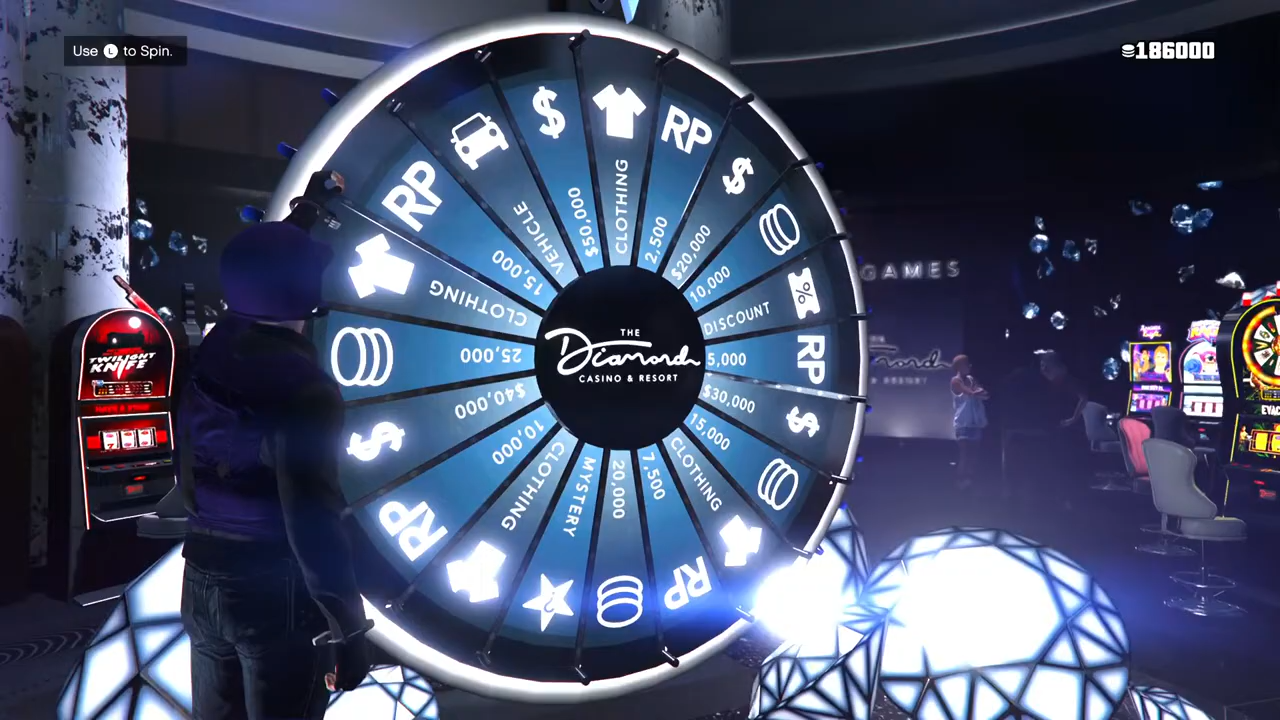 Use L to Spin.
186000
$50,000
CLOTHING
RP
2,500
$
$20,000
10,000
DISCOUNT
%
RP
5,000
$
$30,000
15,000
CLOTHING
RP
7,500
20,000
MYSTERY
?
CLOTHING
RP
10,000
$
$40,000
25,000
CLOTHING
RP
15,000
VEHICLE
$
THE
Diamond
CASINO & RESORT
GAMES
TWILIGHT
KNIFE